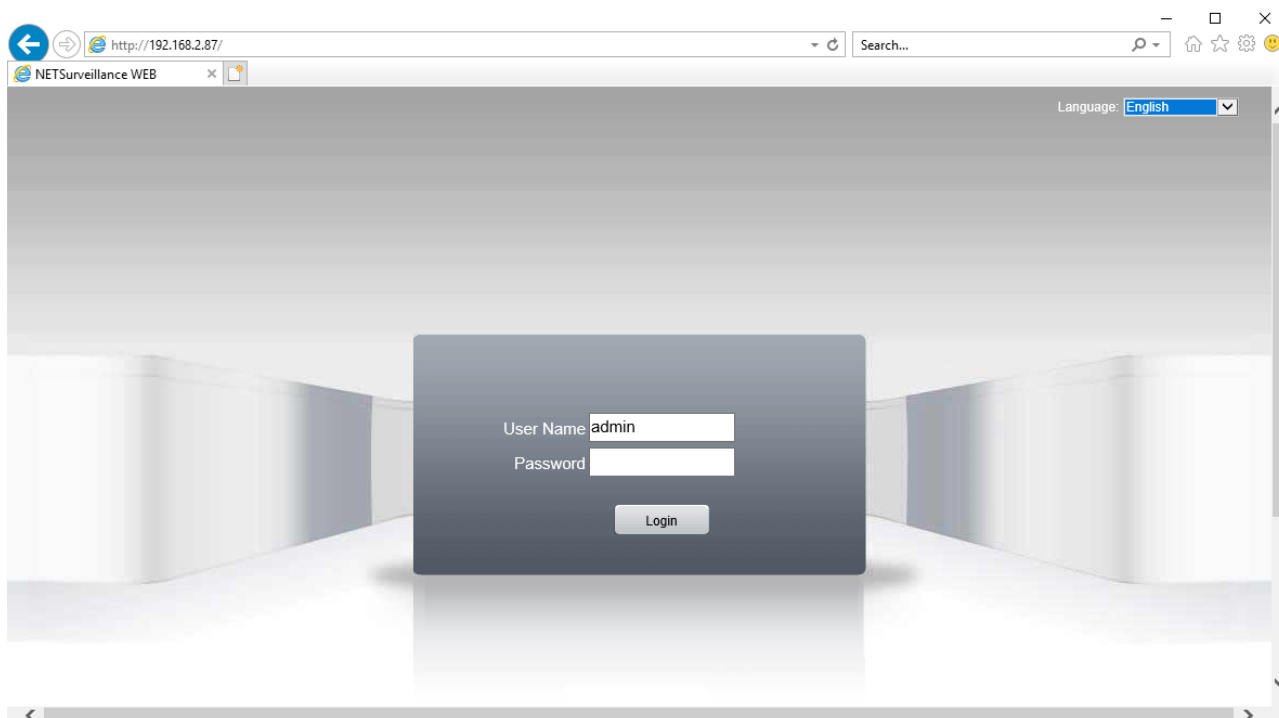 http://192.168.2.87/
Search...
NETSurveillance WEB
Language: English
User Name admin
Password
Login